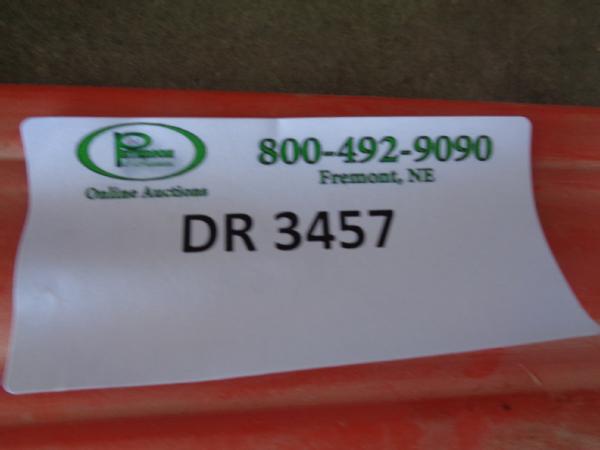 800-492-9090
Fremont, NE
Online Auctions
DR 3457